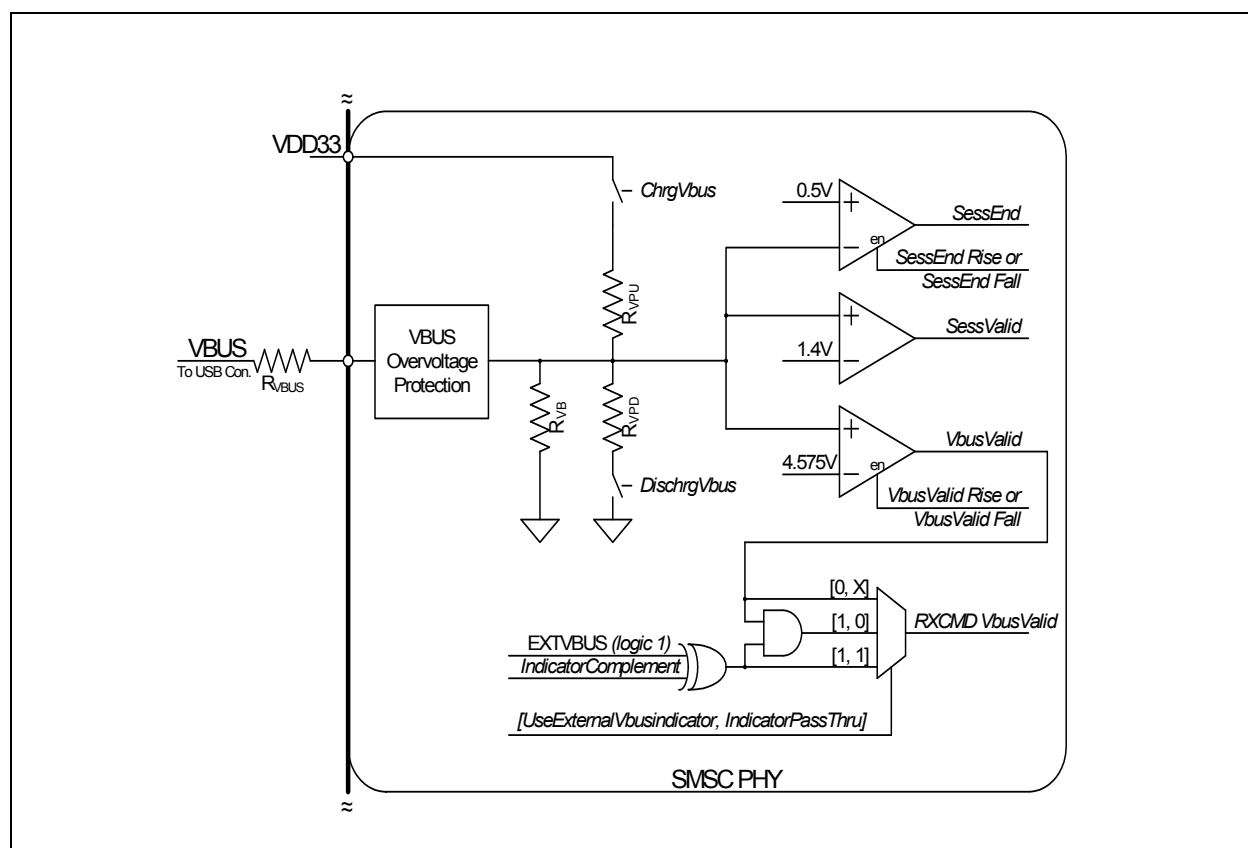 ≈
VDD33
ChrgVbus
0.5V
+
SessEnd
−
en
SessEnd Rise or
SessEnd Fall
RVPU
VBUS
Overvoltage
Protection
VBUS
To USB Con.
RVBUS
+
SessValid
1.4V
−
RVB
RVPD
DischrgVbus
+
VbusValid
4.575V
−
en
VbusValid Rise or
VbusValid Fall
[0, X]
[1, 0]
RXCMD VbusValid
EXTVBUS (logic 1)
IndicatorComplement
[1, 1]
[UseExternalVbusindicator, IndicatorPassThru]
SMSC PHY
≈